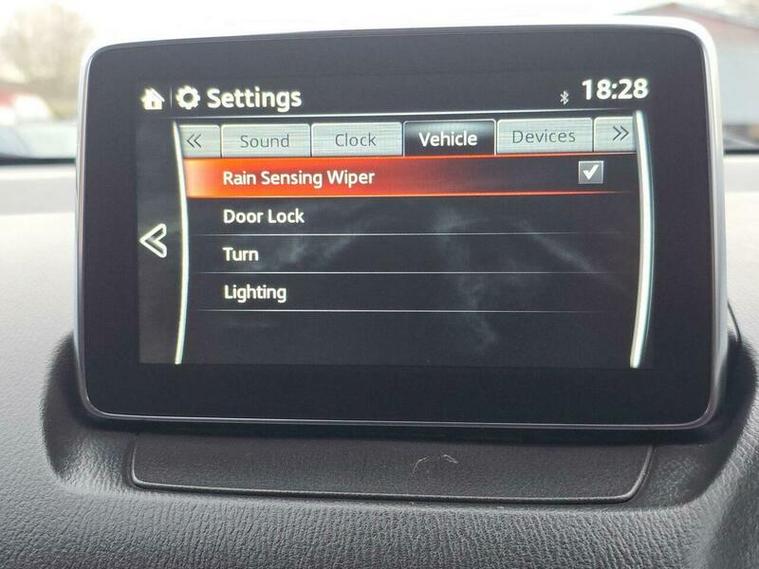 Settings 18:28
« Sound Clock Vehicle Devices »
Rain Sensing Wiper
Door Lock
Turn
Lighting